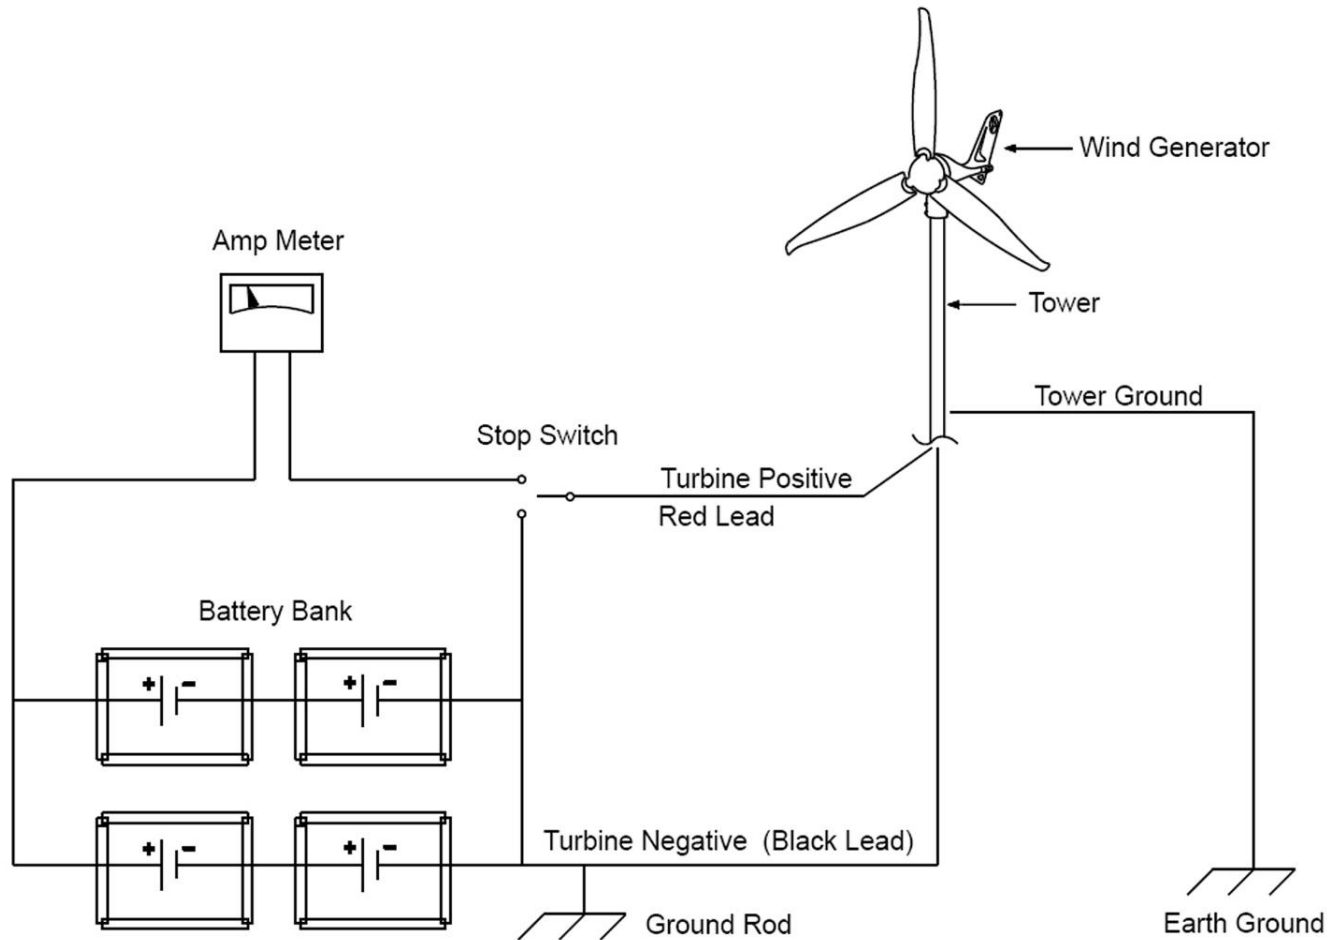 Wind Generator
Amp Meter
Tower
Tower Ground
Stop Switch
Turbine Positive
Red Lead
Battery Bank
+ - + -
Turbine Negative (Black Lead)
+ - + -
Ground Rod
Earth Ground